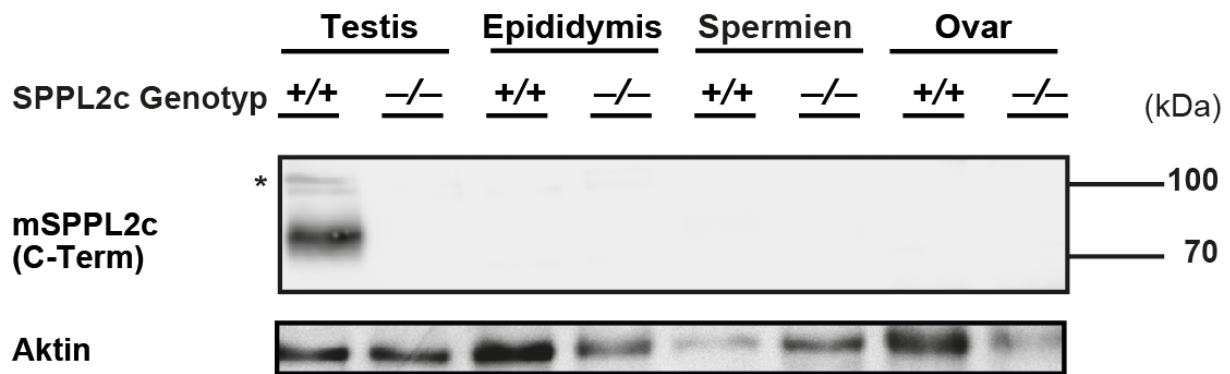 Testis Epididymis Spermien Ovar
SPPL2c Genotyp +/+ –/– +/+ –/– +/+ –/– +/+ –/– (kDa)
* 100
mSPPL2c
(C-Term) 70
Aktin